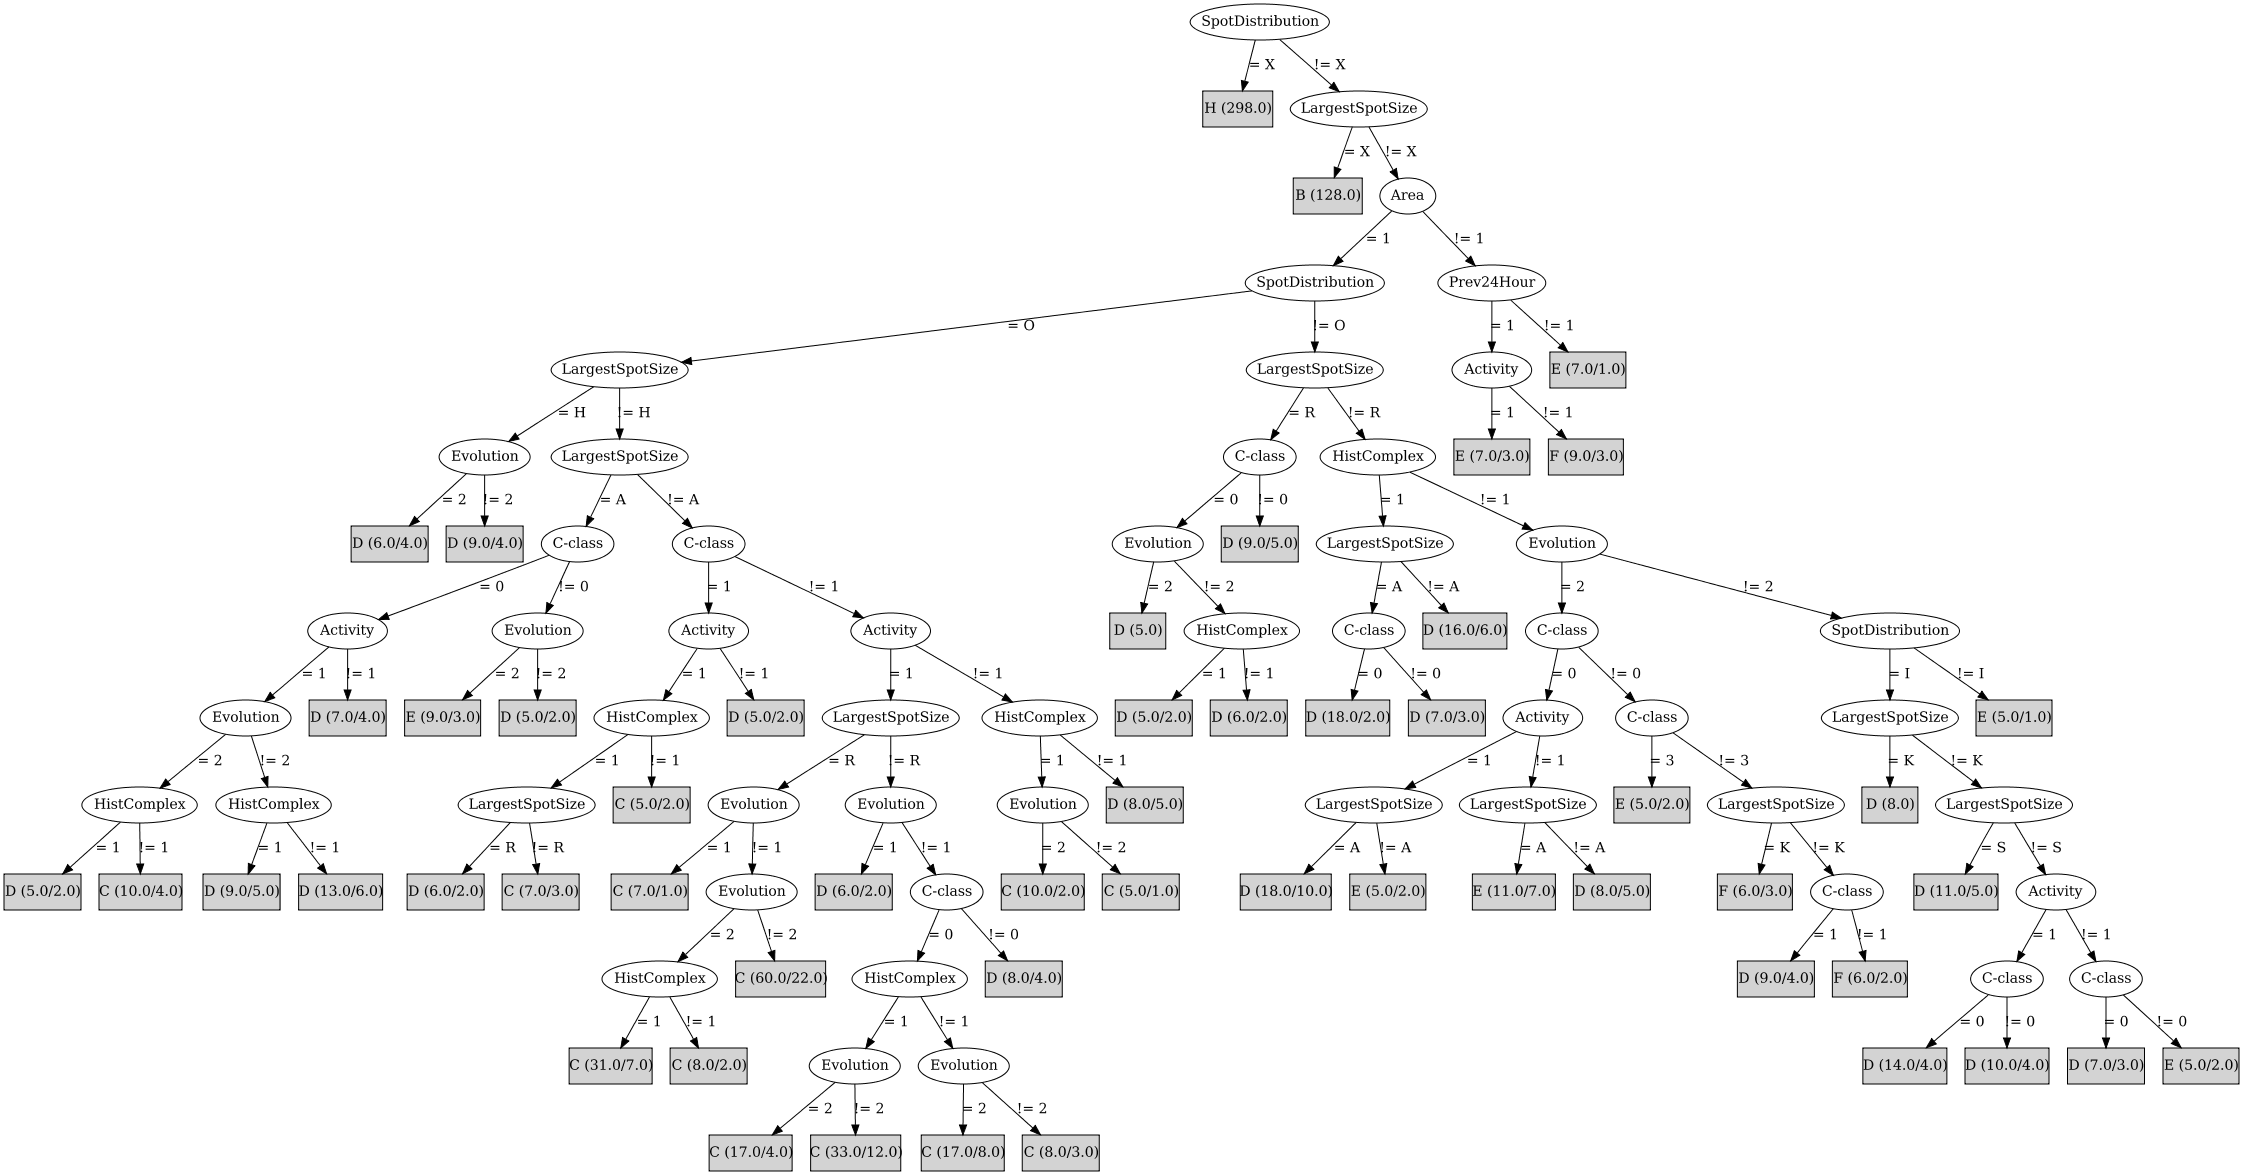 SpotDistribution
= X
!= X
H (298.0)
LargestSpotSize
= X
!= X
B (128.0)
Area
= 1
!= 1
SpotDistribution
Prev24Hour
= O
!= O
= 1
!= 1
LargestSpotSize
LargestSpotSize
Activity
E (7.0/1.0)
= H
!= H
= R
!= R
= 1
!= 1
Evolution
LargestSpotSize
C-class
HistComplex
E (7.0/3.0)
F (9.0/3.0)
= 2
!= 2
= A
!= A
= 0
!= 0
= 1
!= 1
D (6.0/4.0)
D (9.0/4.0)
C-class
C-class
Evolution
D (9.0/5.0)
LargestSpotSize
Evolution
= 0
!= 0
= 1
!= 1
= 2
!= 2
= A
!= A
= 2
!= 2
Activity
Evolution
Activity
Activity
D (5.0)
HistComplex
C-class
D (16.0/6.0)
C-class
SpotDistribution
= 1
!= 1
= 2
!= 2
= 1
!= 1
= 1
!= 1
= 1
!= 1
= 0
!= 0
= 0
!= 0
= I
!= I
Evolution
D (7.0/4.0)
E (9.0/3.0)
D (5.0/2.0)
HistComplex
D (5.0/2.0)
LargestSpotSize
HistComplex
D (5.0/2.0)
D (6.0/2.0)
D (18.0/2.0)
D (7.0/3.0)
Activity
C-class
LargestSpotSize
E (5.0/1.0)
= 2
!= 2
= 1
!= 1
= R
!= R
= 1
!= 1
= 1
!= 1
= 3
!= 3
= K
!= K
HistComplex
HistComplex
LargestSpotSize
C (5.0/2.0)
Evolution
Evolution
Evolution
D (8.0/5.0)
LargestSpotSize
LargestSpotSize
E (5.0/2.0)
LargestSpotSize
D (8.0)
LargestSpotSize
= 1
!= 1
= 1
!= 1
= R
!= R
= 1
!= 1
= 1
!= 1
= 2
!= 2
= A
!= A
= A
!= A
= K
!= K
= S
!= S
D (5.0/2.0)
C (10.0/4.0)
D (9.0/5.0)
D (13.0/6.0)
D (6.0/2.0)
C (7.0/3.0)
C (7.0/1.0)
Evolution
D (6.0/2.0)
C-class
C (10.0/2.0)
C (5.0/1.0)
D (18.0/10.0)
E (5.0/2.0)
E (11.0/7.0)
D (8.0/5.0)
F (6.0/3.0)
C-class
D (11.0/5.0)
Activity
= 2
!= 2
= 0
!= 0
= 1
!= 1
= 1
!= 1
HistComplex
C (60.0/22.0)
HistComplex
D (8.0/4.0)
D (9.0/4.0)
F (6.0/2.0)
C-class
C-class
= 1
!= 1
= 1
!= 1
= 0
!= 0
= 0
!= 0
C (31.0/7.0)
C (8.0/2.0)
Evolution
Evolution
D (14.0/4.0)
D (10.0/4.0)
D (7.0/3.0)
E (5.0/2.0)
= 2
!= 2
= 2
!= 2
C (17.0/4.0)
C (33.0/12.0)
C (17.0/8.0)
C (8.0/3.0)